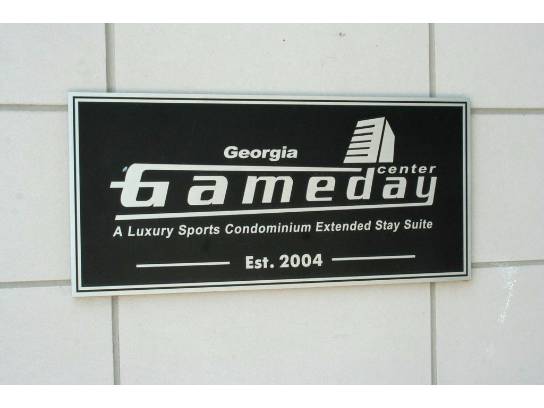 Georgia
Gameday
center
A Luxury Sports Condominium Extended Stay Suite
Est. 2004